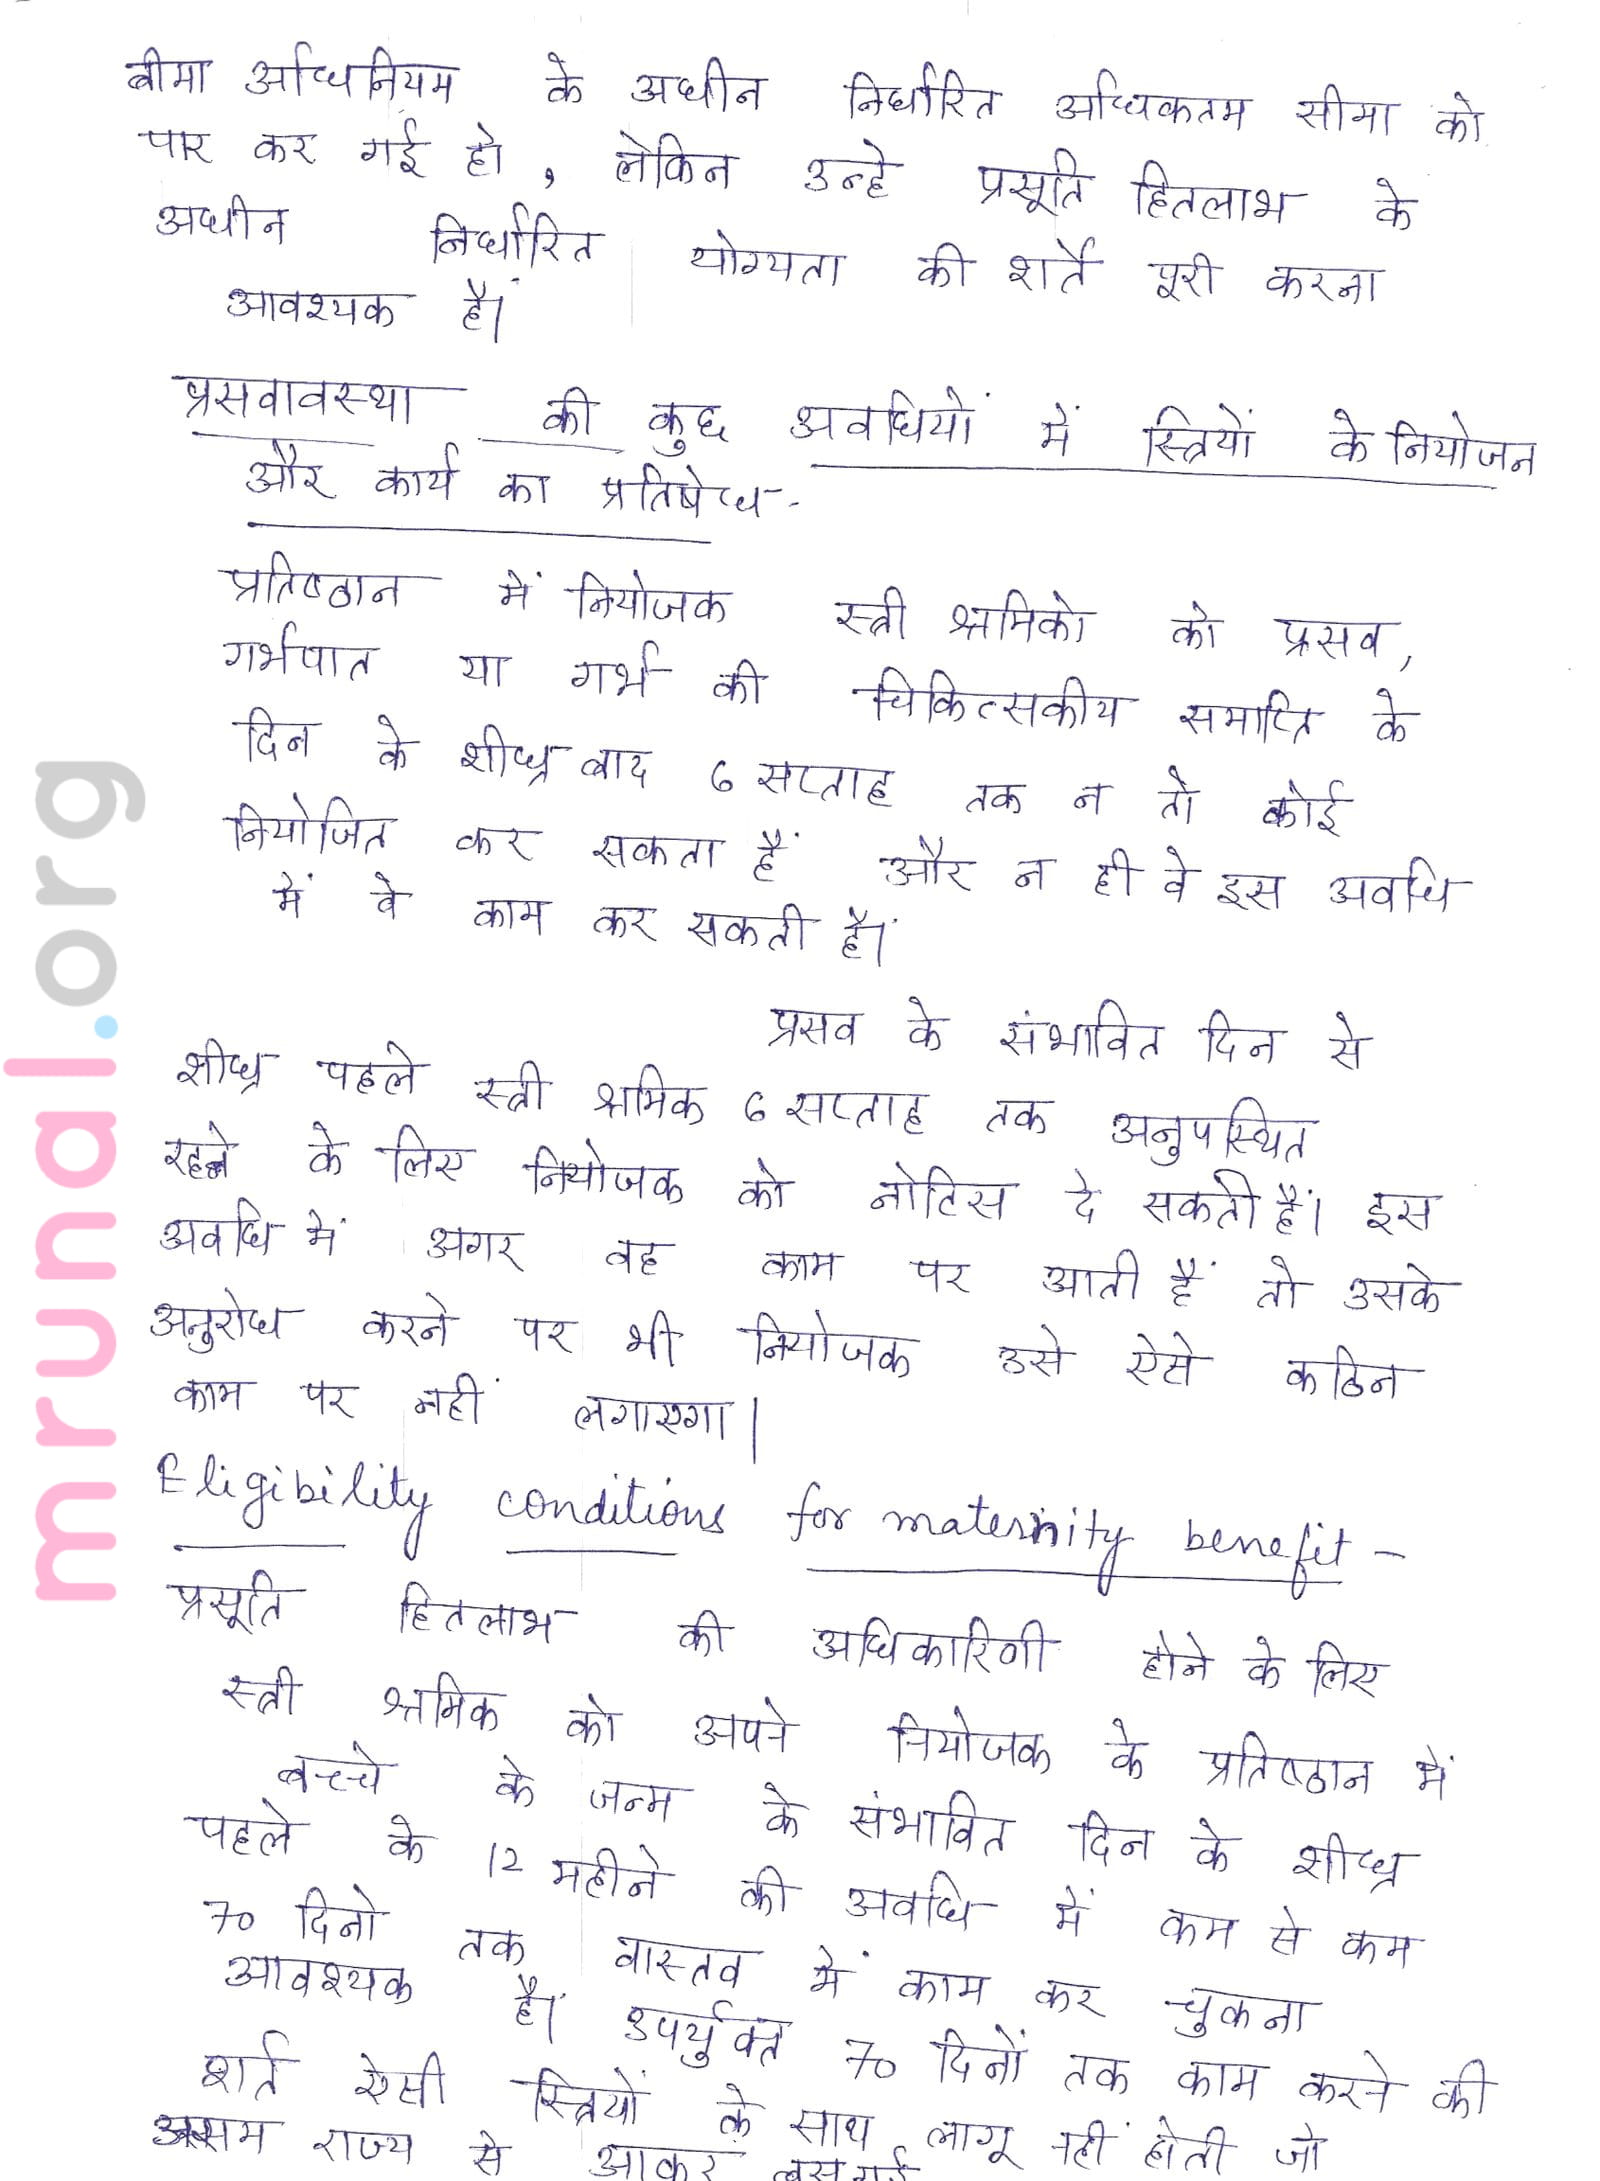 बीमा अधिनियम के अधीन निर्धारित अधिकतम सीमा को
पार कर गई हो, लेकिन उन्हे प्रसूति हितलाभ के
अधीन निर्धारित योग्यता की शर्तें पूरी करना
आवश्यक है।
प्रसवावस्था की कुछ अवधियों में स्त्रियों के नियोजन
और कार्य का प्रतिषेध -
प्रतिष्ठान में नियोजक स्त्री श्रमिको को प्रसव,
गर्भपात या गर्भ की चिकित्सकीय समाप्ति के
दिन के शीघ्र बाद 6 सप्ताह तक न तो कोई
नियोजित कर सकता हैं और न ही वे इस अवधि
में वे काम कर सकती हैं।
प्रसव के संभावित दिन से
शीघ्र पहले स्त्री श्रमिक 6 सप्ताह तक अनुपस्थित
रहने के लिए नियोजक को नोटिस दे सकती हैं। इस
अवधि में अगर वह काम पर आती हैं तो उसके
अनुरोध करने पर भी नियोजक उसे ऐसे कठिन
काम पर नहीं लगाएगा।
Eligibility conditions for maternity benefit -
प्रसूति हितलाभ की अधिकारिणी होने के लिए
स्त्री श्रमिक को अपने नियोजक के प्रतिष्ठान में
बच्चे के जन्म के संभावित दिन के शीघ्र
पहले के 12 महीने की अवधि में कम से कम
70 दिनो तक वास्तव में काम कर चुकना
आवश्यक हैं। उपर्युक्त 70 दिनों तक काम करने की
शर्त ऐसी स्त्रियों के साथ लागू नहीं होती जो
असम राज्य से आकर बस गई
mrunal.org